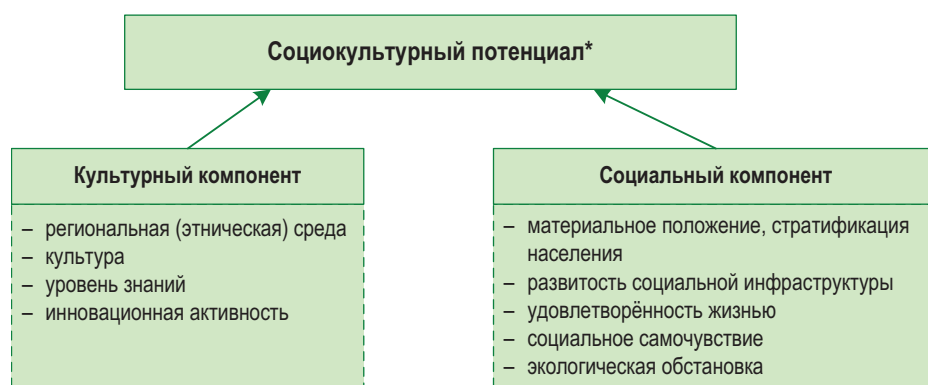 Социокультурный потенциал*
Культурный компонент
– региональная (этническая) среда
– культура
– уровень знаний
– инновационная активность
Социальный компонент
– материальное положение, стратификация
населения
– развитость социальной инфраструктуры
– удовлетворённость жизнью
– социальное самочувствие
– экологическая обстановка